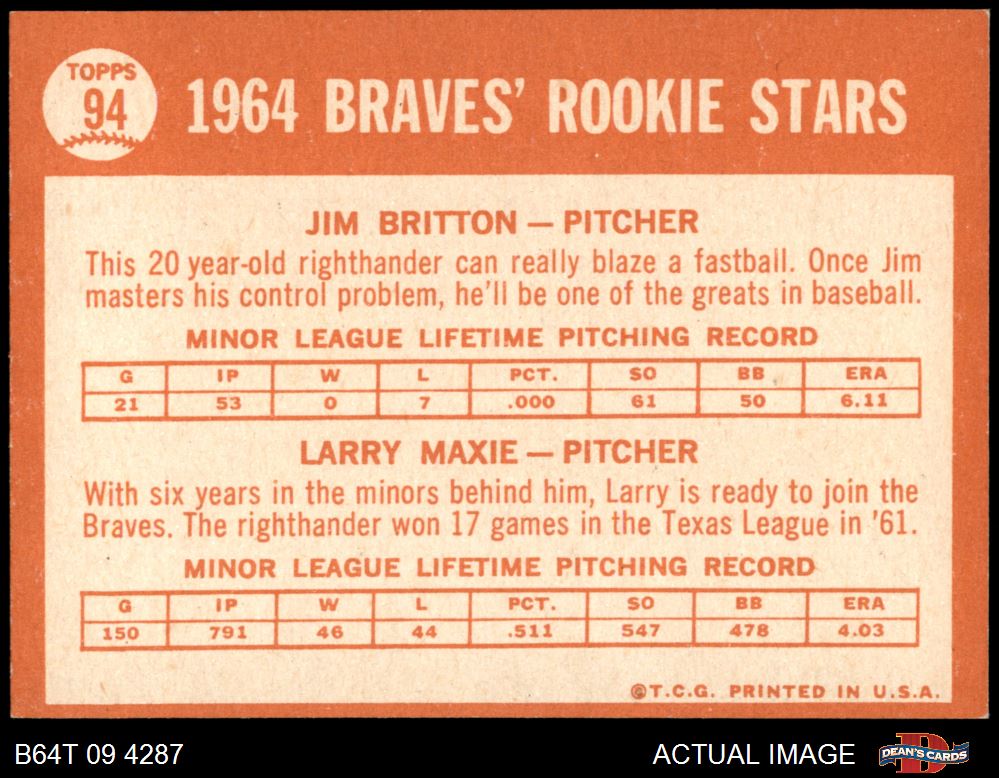 TOPPS
94
1964 BRAVES' ROOKIE STARS
JIM BRITTON — PITCHER
This 20 year-old righthander can really blaze a fastball. Once Jim
masters his control problem, he'll be one of the greats in baseball.
MINOR LEAGUE LIFETIME PITCHING RECORD
G IP W L PCT. SO BB ERA
21 53 0 7 .000 61 50 6.11
LARRY MAXIE — PITCHER
With six years in the minors behind him, Larry is ready to join the
Braves. The righthander won 17 games in the Texas League in '61.
MINOR LEAGUE LIFETIME PITCHING RECORD
G IP W L PCT. SO BB ERA
150 791 46 44 .511 547 478 4.03
©T.C.G. PRINTED IN U.S.A.
B64T 09 4287 ACTUAL IMAGE DEAN'S CARDS